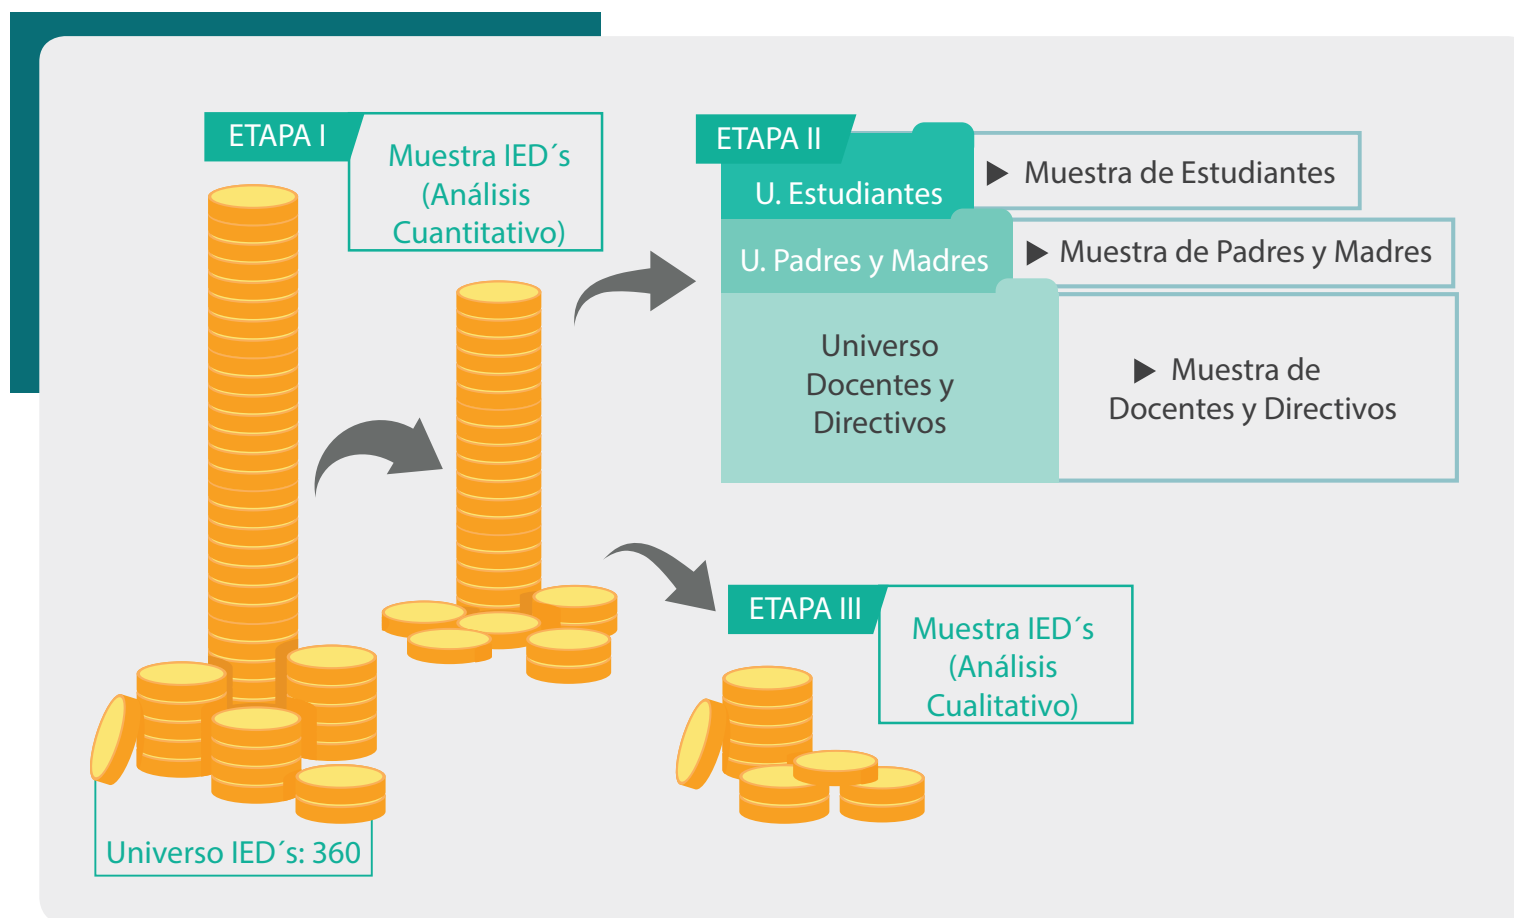 ETAPA I
Muestra IED´s
(Análisis
Cuantitativo)
ETAPA II
U. Estudiantes
▶ Muestra de Estudiantes
U. Padres y Madres
▶ Muestra de Padres y Madres
Universo
Docentes y
Directivos
▶ Muestra de
Docentes y Directivos
ETAPA III
Muestra IED´s
(Análisis
Cualitativo)
Universo IED´s: 360